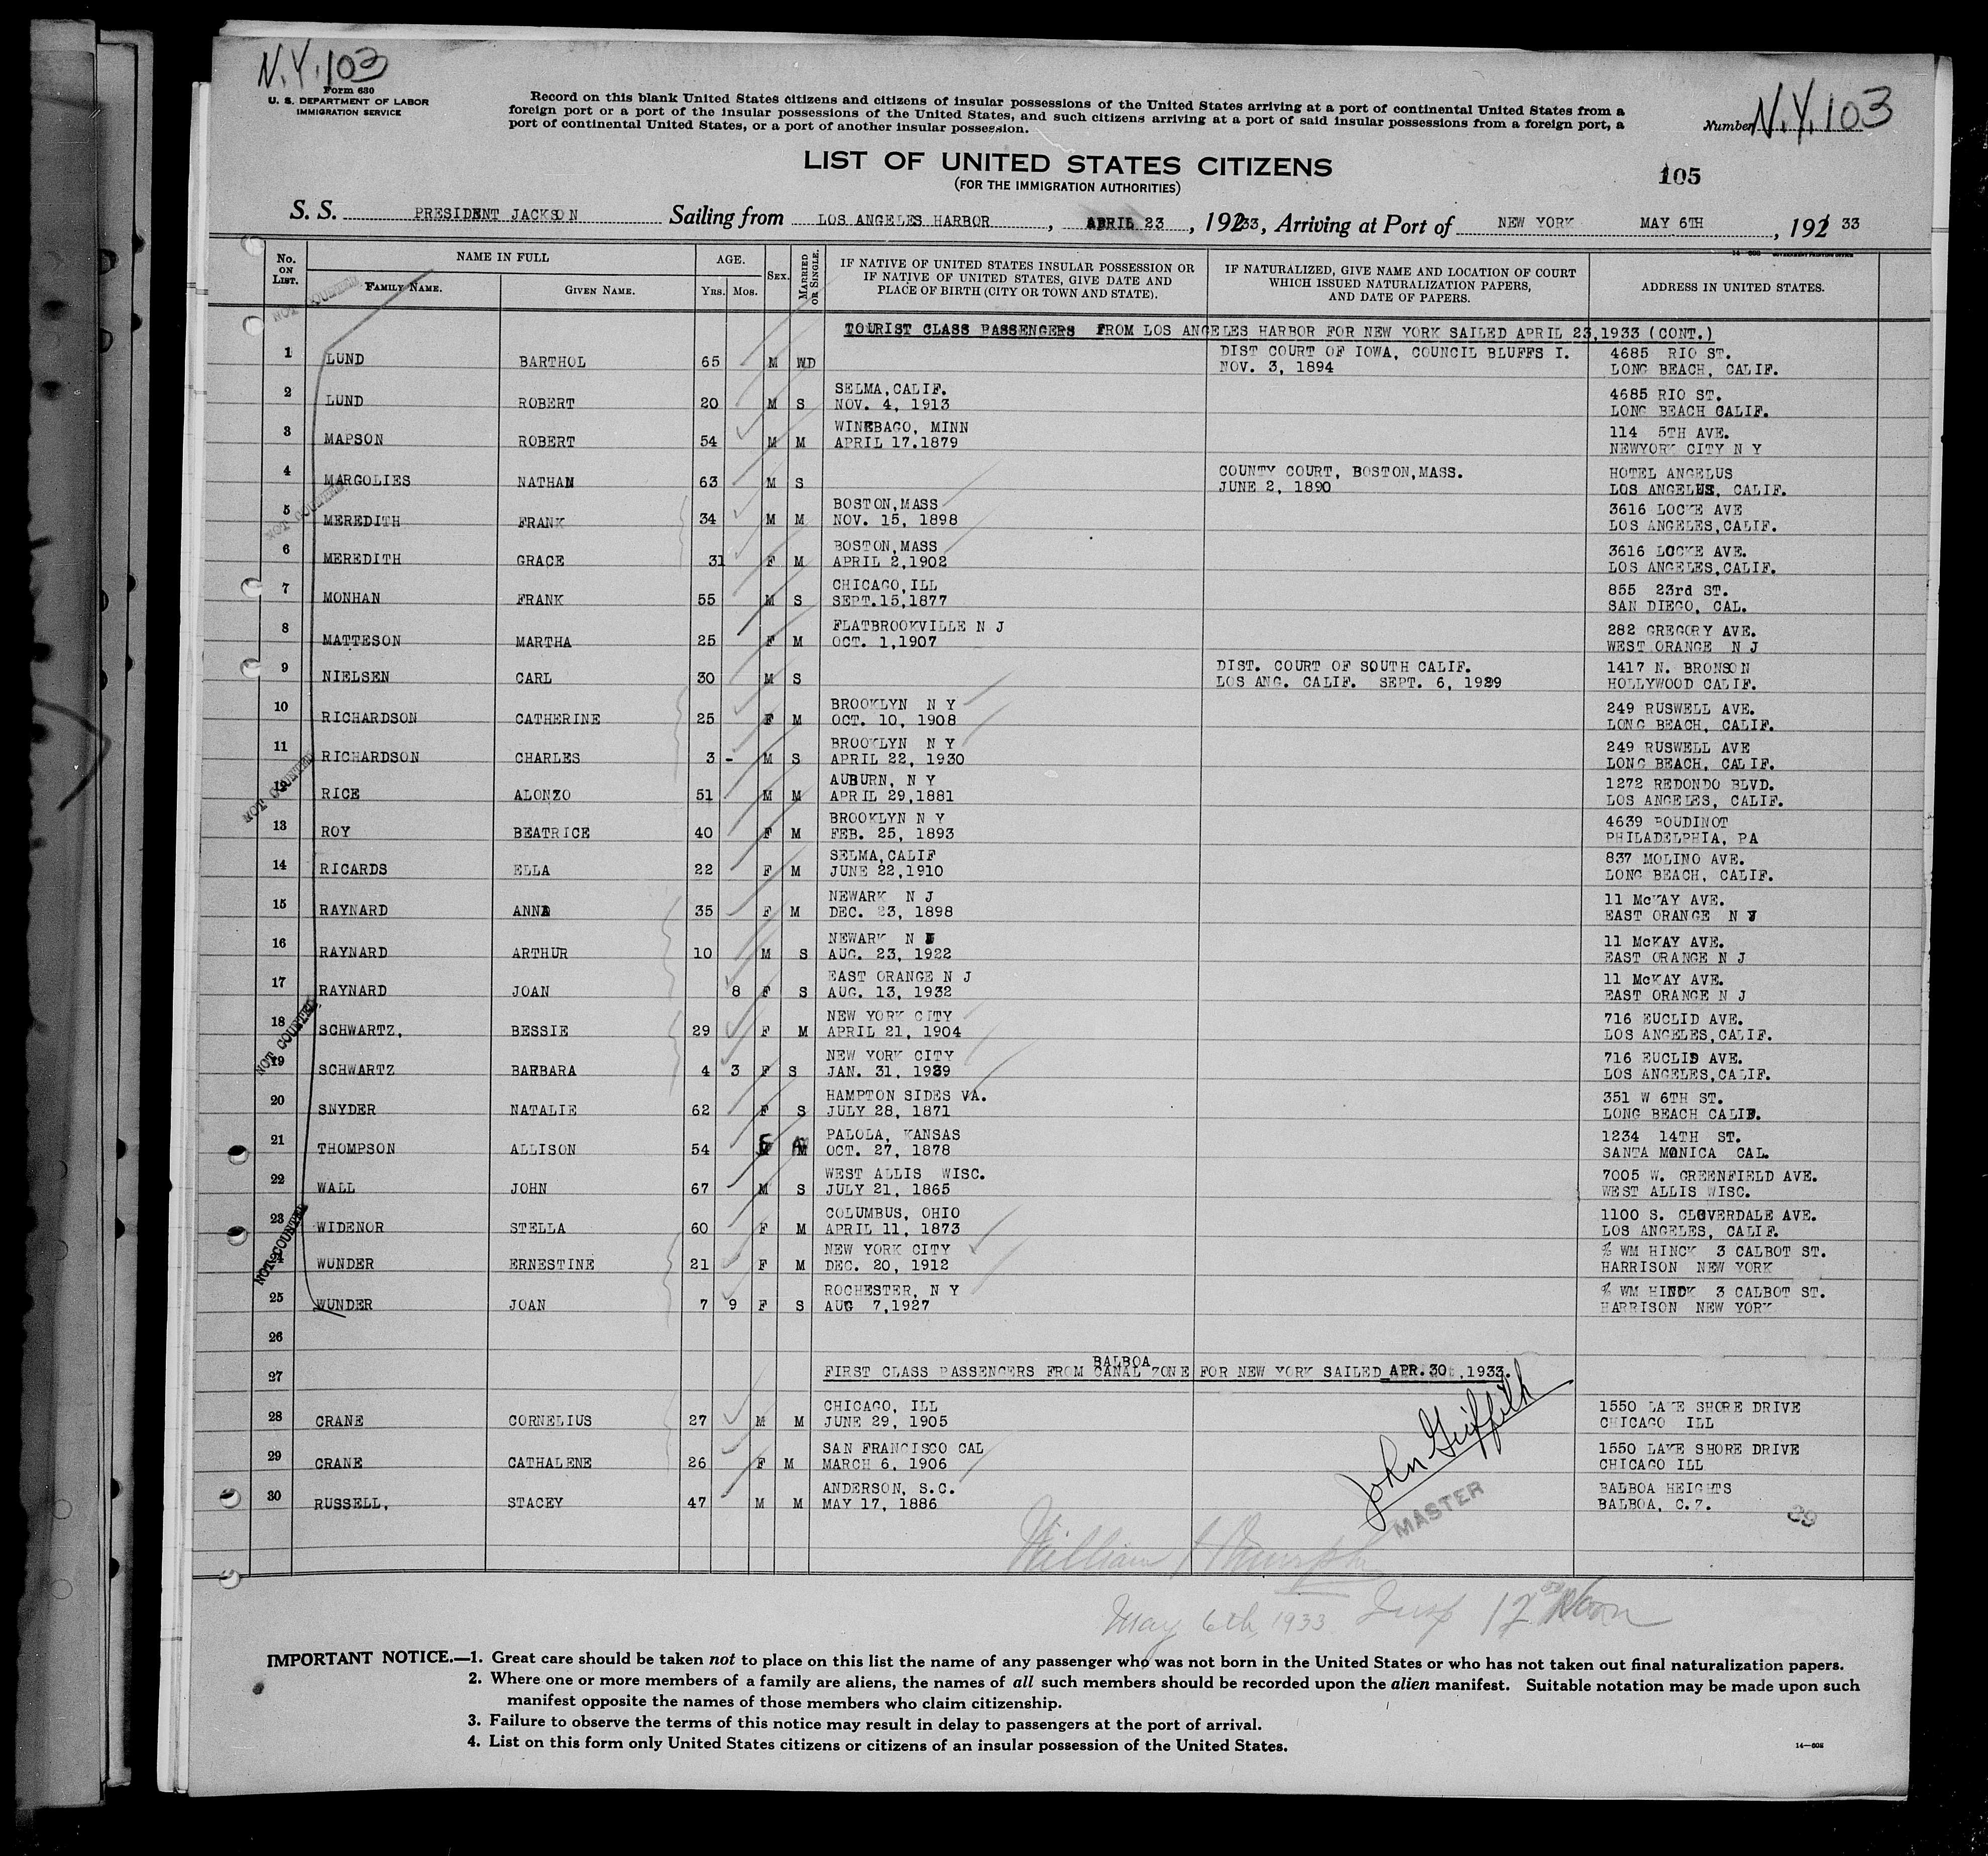 N.Y. 103
Form 630
U. S. DEPARTMENT OF LABOR
IMMIGRATION SERVICE
Record on this blank United States citizens and citizens of insular possessions of the United States arriving at a port of continental United States from a
foreign port or a port of the insular possessions of the United States, and such citizens arriving at a port of said insular possessions from a foreign port, a
port of continental United States, or a port of another insular possession.
Number N.Y. 103
LIST OF UNITED STATES CITIZENS
(FOR THE IMMIGRATION AUTHORITIES)
105
S. S. PRESIDENT JACKSON Sailing from LOS ANGELES HARBOR, APRIL 23, 19233, Arriving at Port of NEW YORK MAY 6TH, 192 33
No. ON LIST. NAME IN FULL AGE. SEX. MARRIED OR SINGLE. IF NATIVE OF UNITED STATES INSULAR POSSESSION OR IF NATIVE OF UNITED STATES, GIVE DATE AND PLACE OF BIRTH (CITY OR TOWN AND STATE). IF NATURALIZED, GIVE NAME AND LOCATION OF COURT WHICH ISSUED NATURALIZATION PAPERS, AND DATE OF PAPERS. ADDRESS IN UNITED STATES.
FAMILY NAME. GIVEN NAME. YRS. MOS.
NOT COUNTED
TOURIST CLASS PASSENGERS FROM LOS ANGELES HARBOR FOR NEW YORK SAILED APRIL 23,1933 (CONT.)
1 LUND BARTHOL 65 M WD DIST COURT OF IOWA, COUNCIL BLUFFS I. NOV. 3, 1894 4685 RIO ST. LONG BEACH, CALIF.
2 LUND ROBERT 20 M S SELMA,CALIF. NOV. 4, 1913 4685 RIO ST. LONG BEACH CALIF.
3 MAPSON ROBERT 54 M M WINEBAGO, MINN APRIL 17.1879 114 5TH AVE. NEWYORK CITY N Y
4 MARGOLIES NATHAN 63 M S COUNTY COURT, BOSTON,MASS. JUNE 2, 1890 HOTEL ANGELUS LOS ANGELUS, CALIF.
NOT COUNTED
5 MEREDITH FRANK 34 M M BOSTON,MASS NOV. 15, 1898 3616 LOCKE AVE LOS ANGELES,CALIF.
6 MEREDITH GRACE 31 F M BOSTON,MASS APRIL 2,1902 3616 LOCKE AVE. LOS ANGELES,CALIF.
7 MONHAN FRANK 55 M S CHICAGO,ILL SEPT.15,1877 855 23rd ST. SAN DIEGO, CAL.
8 MATTESON MARTHA 25 F M FLATBROOKVILLE N J OCT. 1,1907 282 GREGORY AVE. WEST ORANGE N J
9 NIELSEN CARL 30 M S DIST. COURT OF SOUTH CALIF. LOS ANG. CALIF. SEPT. 6, 1929 1417 N. BRONSON HOLLYWOOD CALIF.
10 RICHARDSON CATHERINE 25 F M BROOKLYN N Y OCT. 10, 1908 249 RUSWELL AVE. LONG BEACH, CALIF.
11 RICHARDSON CHARLES 3 - M S BROOKLYN N Y APRIL 22, 1930 249 RUSWELL AVE LONG BEACH, CALIF.
NOT COUNTED
12 RICE ALONZO 51 M M AUBURN, N Y APRIL 29,1881 1272 REDONDO BLVD. LOS ANGELES, CALIF.
13 ROY BEATRICE 40 F M BROOKLYN N Y FEB. 25, 1893 4639 BOUDINOT PHILADELPHIA, PA
14 RICARDS ELLA 22 F M SELMA,CALIF JUNE 22,1910 837 MOLINO AVE. LONG BEACH, CALIF.
15 RAYNARD ANNA 35 F M NEWARK N J DEC. 23, 1898 11 McKAY AVE. EAST ORANGE N J
16 RAYNARD ARTHUR 10 M S NEWARK N J AUG. 23, 1922 11 McKAY AVE. EAST ORANGE N J
17 RAYNARD JOAN 8 F S EAST ORANGE N J AUG. 13, 1932 11 McKAY AVE. EAST ORANGE N J
NOT COUNTED
18 SCHWARTZ, BESSIE 29 F M NEW YORK CITY APRIL 21, 1904 716 EUCLID AVE. LOS ANGELES,CALIF.
19 SCHWARTZ BARBARA 4 3 F S NEW YORK CITY JAN. 31, 1929 716 EUCLID AVE. LOS ANGELES,CALIF.
20 SNYDER NATALIE 62 F S HAMPTON SIDES VA. JULY 28, 1871 351 W 6TH ST. LONG BEACH CALIF.
21 THOMPSON ALLISON 54 F M PALOLA, KANSAS OCT. 27, 1878 1234 14TH ST. SANTA MONICA CAL.
22 WALL JOHN 67 M S WEST ALLIS WISC. JULY 21, 1865 7005 W. GREENFIELD AVE. WEST ALLIS WISC.
23 WIDENOR STELLA 60 F M COLUMBUS, OHIO APRIL 11, 1873 1100 S. CLOVERDALE AVE. LOS ANGELES, CALIF.
NOT COUNTED
24 WUNDER ERNESTINE 21 F M NEW YORK CITY DEC. 20, 1912 % WM HINCK 3 CALBOT ST. HARRISON NEW YORK
25 WUNDER JOAN 7 9 F S ROCHESTER, N Y AUG 7,1927 % WM HINCK 3 CALBOT ST. HARRISON NEW YORK
26
27 FIRST CLASS PASSENGERS FROM BALBOA CANAL ZONE FOR NEW YORK SAILED APR.30,1933.
28 CRANE CORNELIUS 27 M M CHICAGO, ILL JUNE 29, 1905 1550 LAKE SHORE DRIVE CHICAGO ILL
29 CRANE CATHALENE 26 F M SAN FRANCISCO CAL MARCH 6, 1906 1550 LAKE SHORE DRIVE CHICAGO ILL
30 RUSSELL, STACEY 47 M M ANDERSON, S.C. MAY 17, 1886 BALBOA HEIGHTS BALBOA, C.Z.
John Griffith
MASTER
William Murphy
May 6th, 1933 Insp 12 Noon
IMPORTANT NOTICE.—1. Great care should be taken not to place on this list the name of any passenger who was not born in the United States or who has not taken out final naturalization papers.
2. Where one or more members of a family are aliens, the names of all such members should be recorded upon the alien manifest. Suitable notation may be made upon such
manifest opposite the names of those members who claim citizenship.
3. Failure to observe the terms of this notice may result in delay to passengers at the port of arrival.
4. List on this form only United States citizens or citizens of an insular possession of the United States.